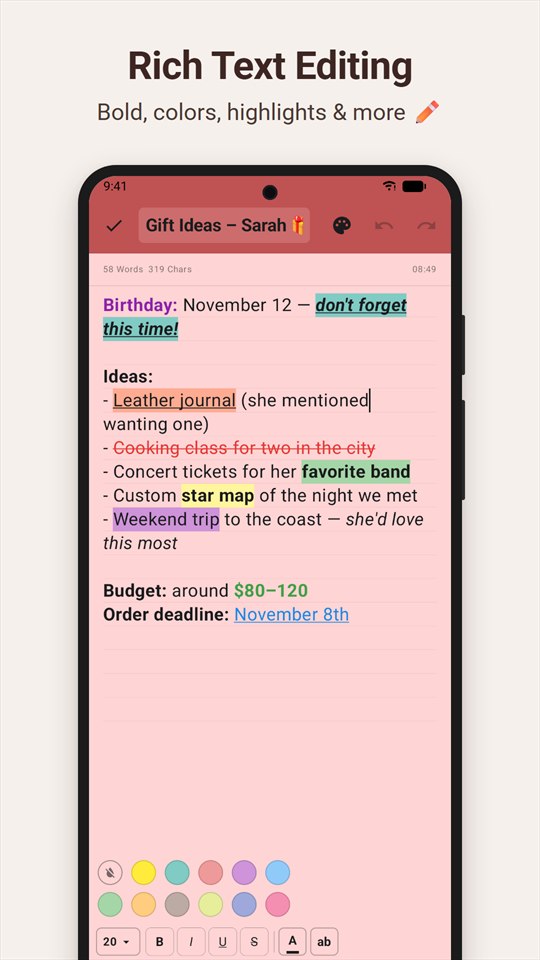 Rich Text Editing
Bold, colors, highlights & more ✏️
9:41
Gift Ideas – Sarah 🎁
58 Words 319 Chars
08:49
Birthday: November 12 — don't forget
this time!
Ideas:
- Leather journal (she mentioned
wanting one)
- Cooking class for two in the city
- Concert tickets for her favorite band
- Custom star map of the night we met
- Weekend trip to the coast — she'd love
this most
Budget: around $80–120
Order deadline: November 8th
20 B I U S A ab